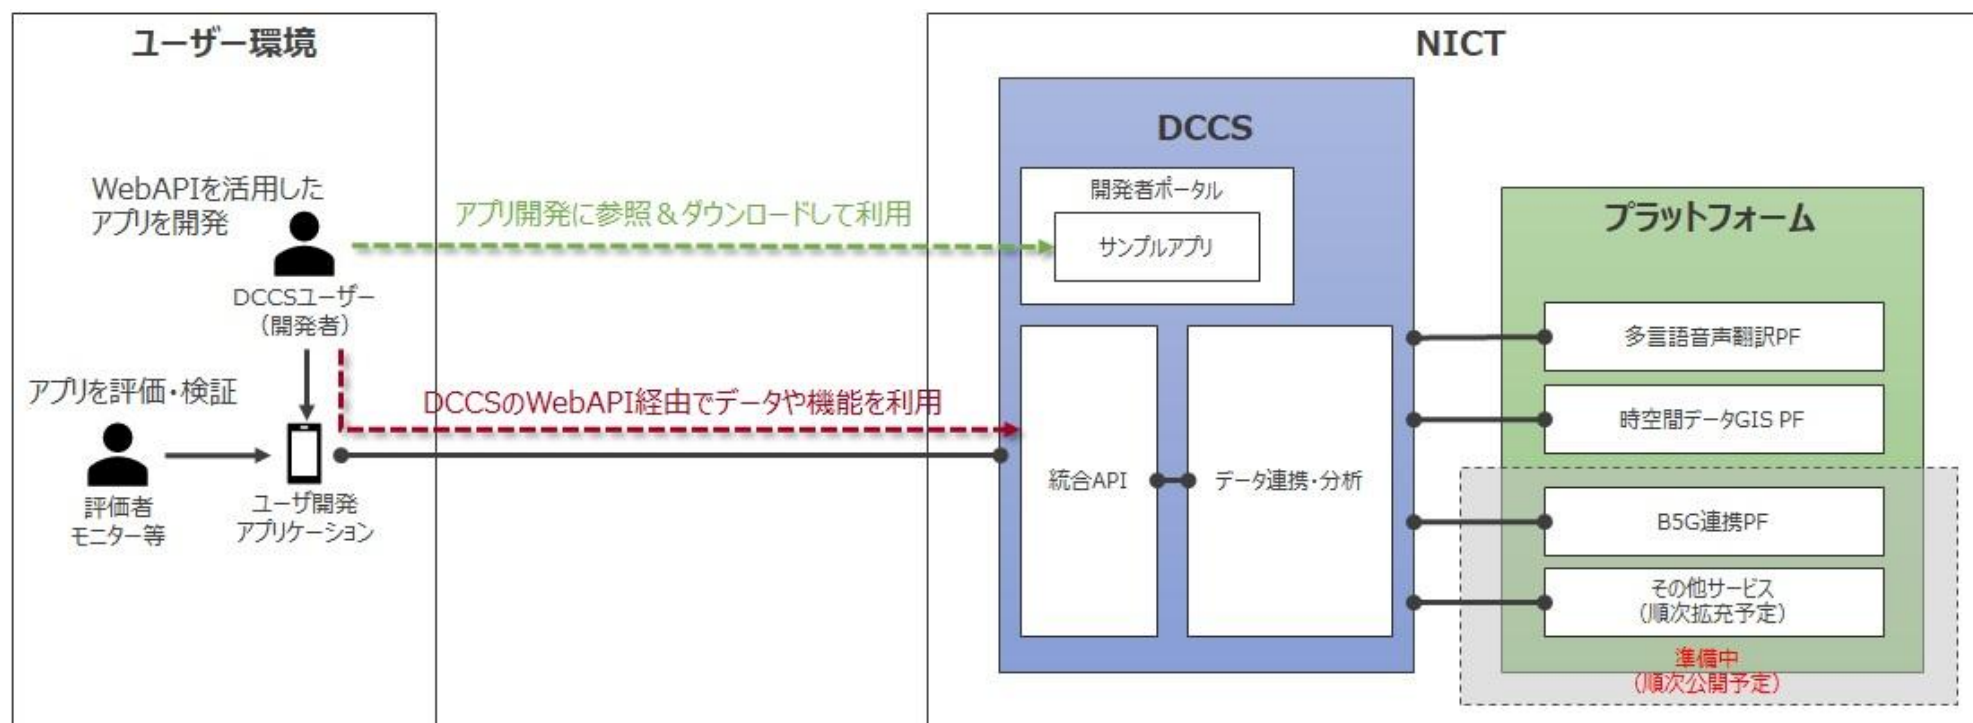 ユーザー環境
WebAPIを活用した
アプリを開発
DCCSユーザー
（開発者）
アプリを評価・検証
評価者
モニター等
ユーザ開発
アプリケーション
アプリ開発に参照＆ダウンロードして利用
DCCSのWebAPI経由でデータや機能を利用
NICT
DCCS
開発者ポータル
サンプルアプリ
統合API
データ連携・分析
プラットフォーム
多言語音声翻訳PF
時空間データGIS PF
B5G連携PF
その他サービス
（順次拡充予定）
準備中
（順次公開予定）